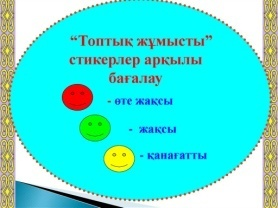 “Топтық жұмысты”
стикерлер арқылы
бағалау
- өте жақсы
- жақсы
- қанағатты